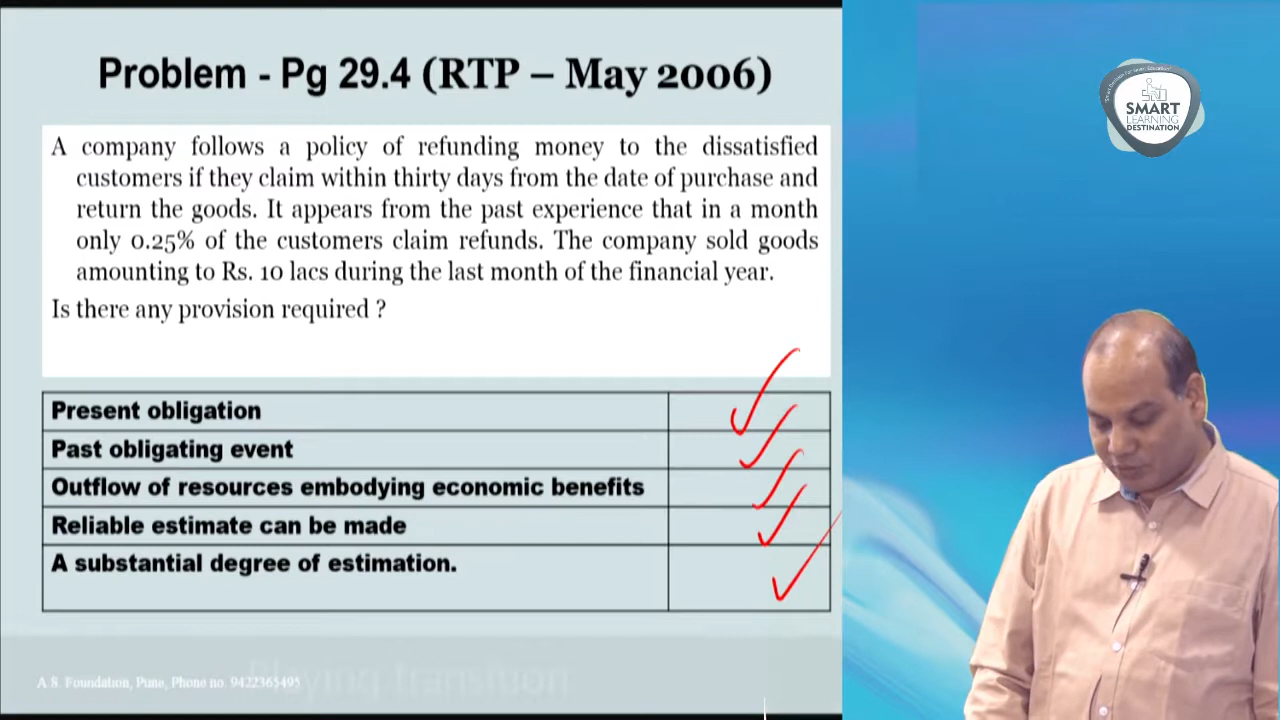 Problem - Pg 29.4 (RTP – May 2006)
A company follows a policy of refunding money to the dissatisfied
customers if they claim within thirty days from the date of purchase and
return the goods. It appears from the past experience that in a month
only 0.25% of the customers claim refunds. The company sold goods
amounting to Rs. 10 lacs during the last month of the financial year.
Is there any provision required ?
Present obligation
Past obligating event
Outflow of resources embodying economic benefits
Reliable estimate can be made
A substantial degree of estimation.
A.S. Foundation, Pune, Phone no. 9422365495
Playing transition
SMART
LEARNING
DESTINATION